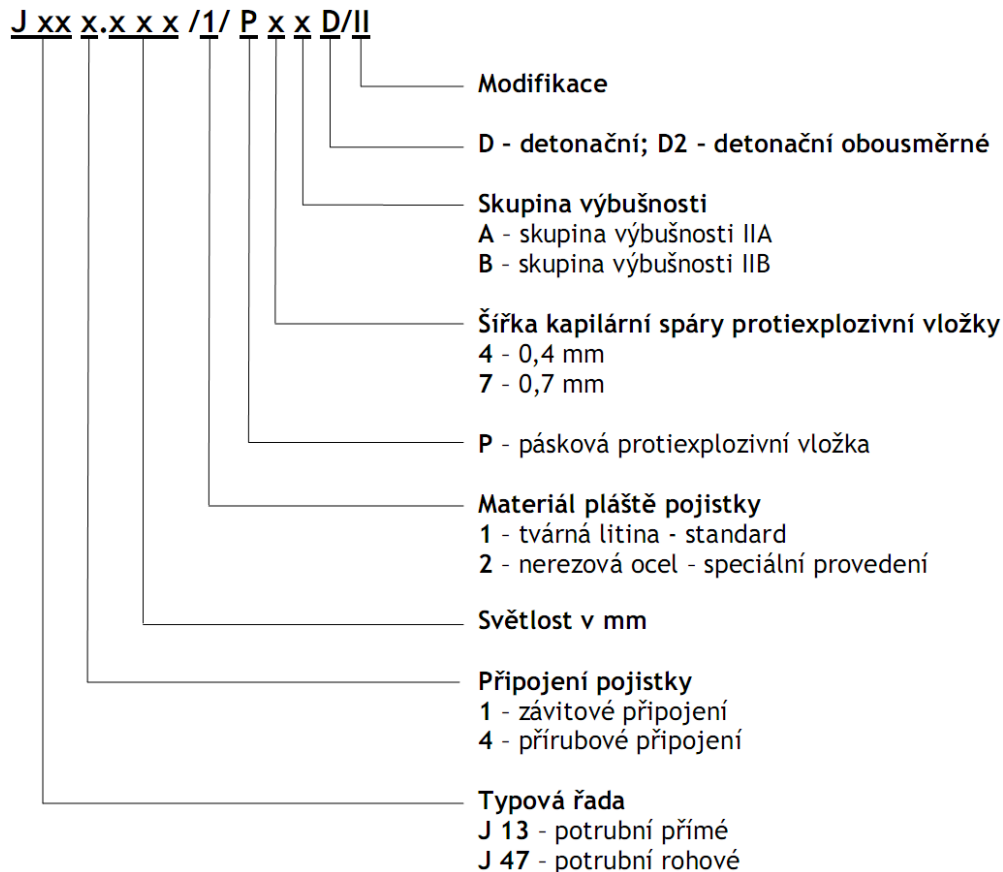 J xx x.x x x /1/ P x x D/II
Modifikace
D - detonační; D2 - detonační obousměrné
Skupina výbušnosti
A - skupina výbušnosti IIA
B - skupina výbušnosti IIB
Šířka kapilární spáry protiexplozivní vložky
4 - 0,4 mm
7 - 0,7 mm
P - pásková protiexplozivní vložka
Materiál pláště pojistky
1 - tvárná litina - standard
2 - nerezová ocel - speciální provedení
Světlost v mm
Připojení pojistky
1 - závitové připojení
4 - přírubové připojení
Typová řada
J 13 - potrubní přímé
J 47 - potrubní rohové